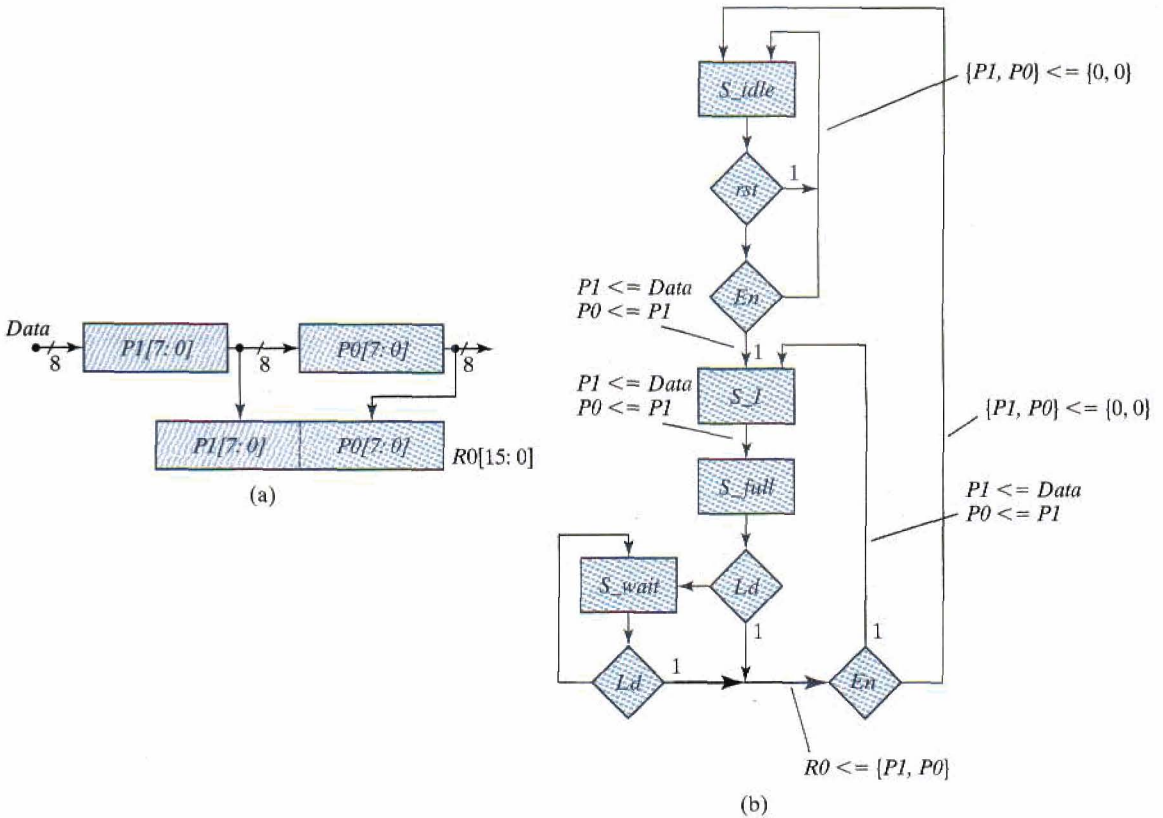 Data
8
P1[7: 0]
8
P0[7: 0]
8
P1[7: 0]
P0[7: 0]
R0[15: 0]
(a)
S_idle
{P1, P0} <= {0, 0}
rst
1
En
P1 <= Data
P0 <= P1
1
S_1
P1 <= Data
P0 <= P1
{P1, P0} <= {0, 0}
S_full
P1 <= Data
P0 <= P1
S_wait
Ld
1
1
Ld
1
En
R0 <= {P1, P0}
(b)